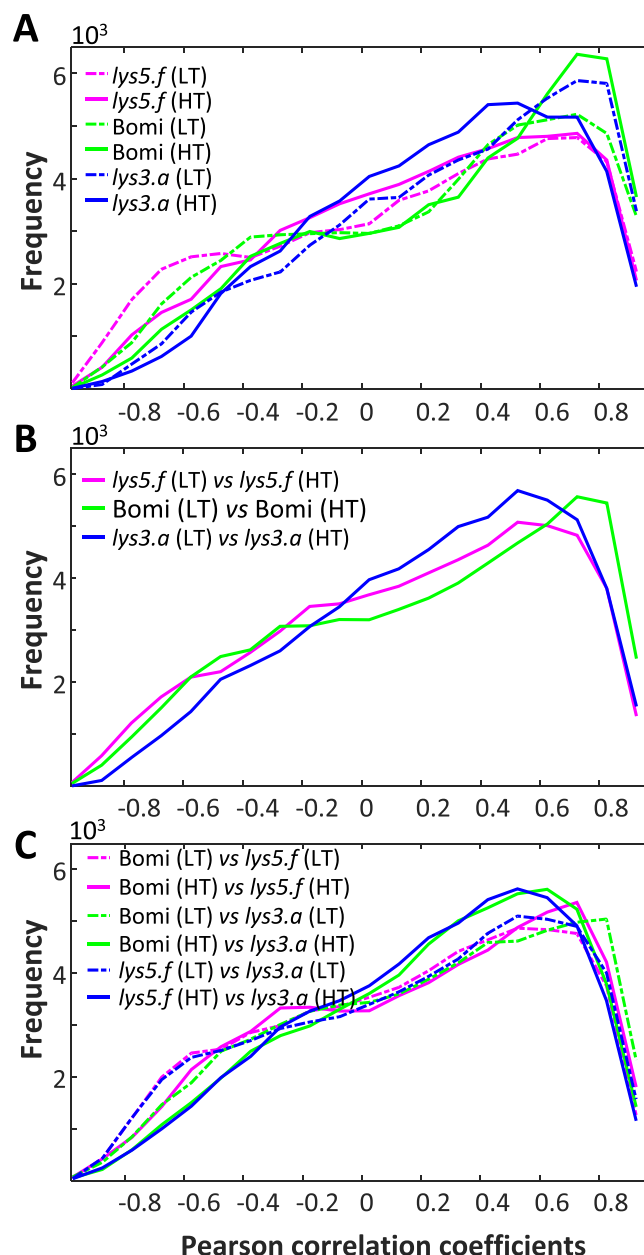 A
10³
6
4
2
Frequency
lys5.f (LT)
lys5.f (HT)
Bomi (LT)
Bomi (HT)
lys3.a (LT)
lys3.a (HT)
-0.8 -0.6 -0.4 -0.2 0 0.2 0.4 0.6 0.8
B
10³
6
4
2
Frequency
lys5.f (LT) vs lys5.f (HT)
Bomi (LT) vs Bomi (HT)
lys3.a (LT) vs lys3.a (HT)
-0.8 -0.6 -0.4 -0.2 0 0.2 0.4 0.6 0.8
C
10³
6
4
2
Frequency
Bomi (LT) vs lys5.f (LT)
Bomi (HT) vs lys5.f (HT)
Bomi (LT) vs lys3.a (LT)
Bomi (HT) vs lys3.a (HT)
lys5.f (LT) vs lys3.a (LT)
lys5.f (HT) vs lys3.a (HT)
-0.8 -0.6 -0.4 -0.2 0 0.2 0.4 0.6 0.8
Pearson correlation coefficients